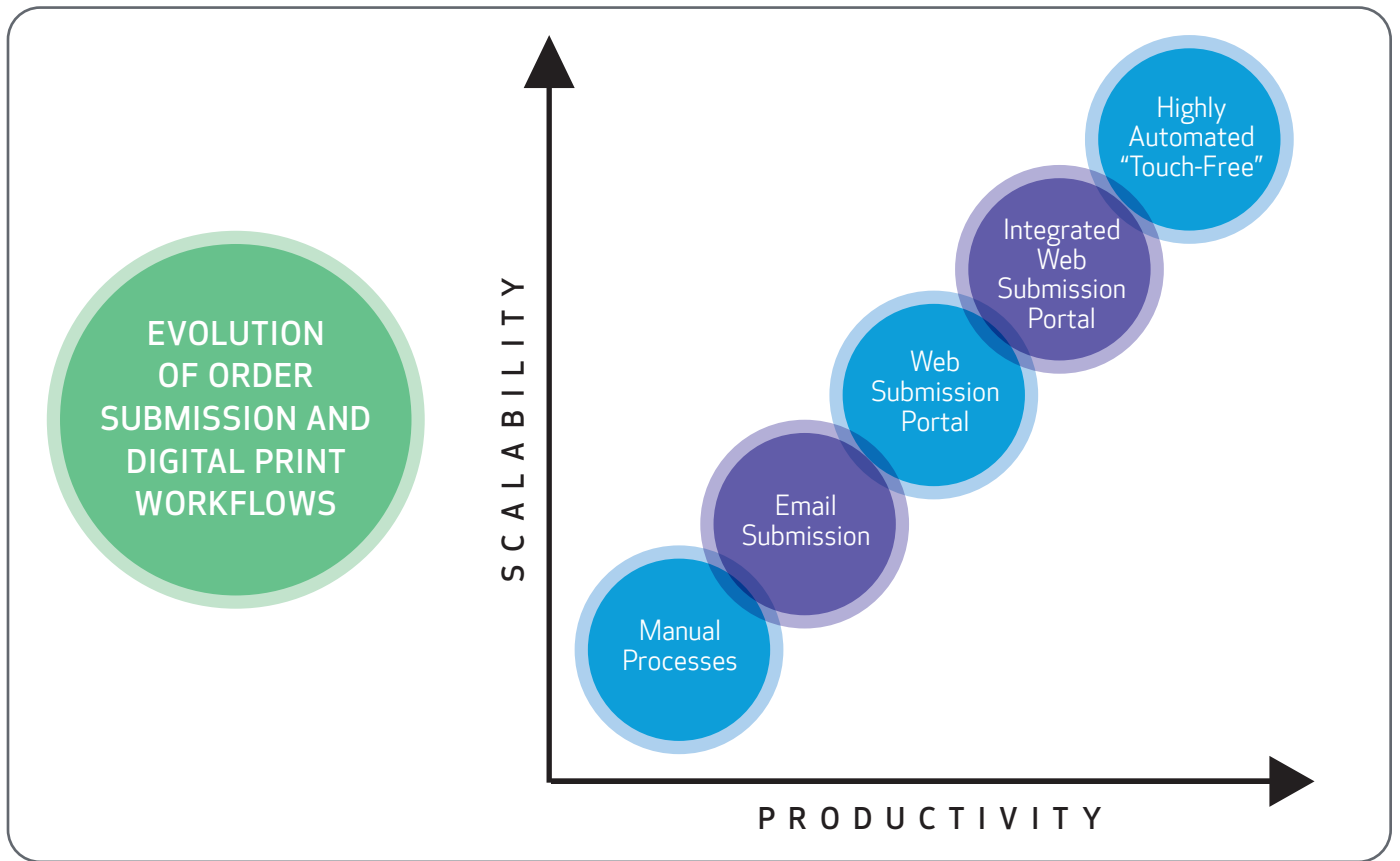 EVOLUTION
OF ORDER
SUBMISSION AND
DIGITAL PRINT
WORKFLOWS
SCALABILITY
Highly
Automated
“Touch-Free”
Integrated
Web
Submission
Portal
Web
Submission
Portal
Email
Submission
Manual
Processes
PRODUCTIVITY